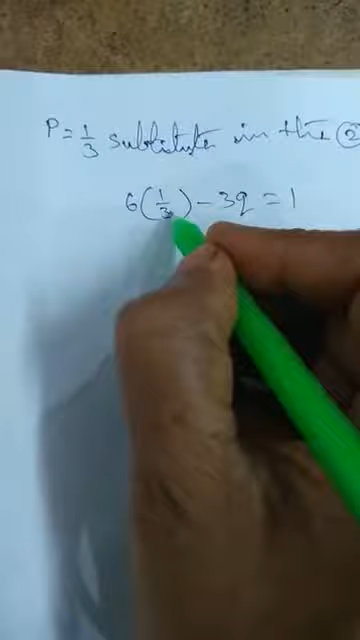 P = 1/3 substitute in the ②
6(1/3) - 3q = 1